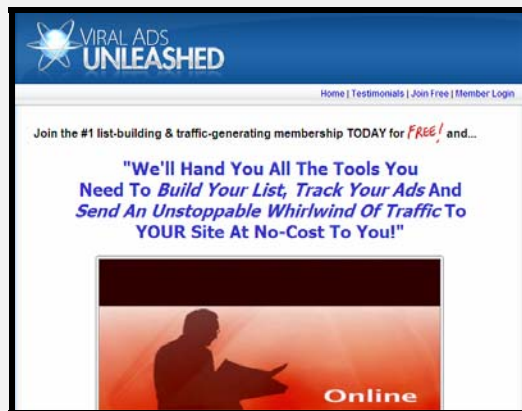 VIRAL ADS
UNLEASHED
Home | Testimonials | Join Free | Member Login
Join the #1 list-building & traffic-generating membership TODAY for FREE! and...
"We'll Hand You All The Tools You
Need To Build Your List, Track Your Ads And
Send An Unstoppable Whirlwind Of Traffic To
YOUR Site At No-Cost To You!"
Online